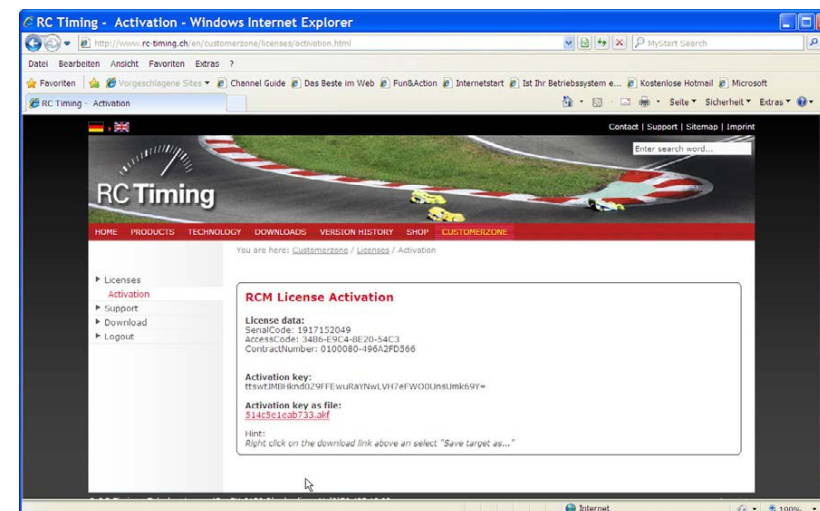 RC Timing - Activation - Windows Internet Explorer
http://www.rc-timing.ch/en/customerzone/licenses/activation.html
MyStart Search
Datei Bearbeiten Ansicht Favoriten Extras ?
Favoriten Vorgeschlagene Sites Channel Guide Das Beste im Web Fun&Action Internetstart Ist Ihr Betriebssystem e... Kostenlose Hotmail Microsoft
RC Timing - Activation
Seite Sicherheit Extras
Contact | Support | Sitemap | Imprint
Enter search word...
RC Timing
HOME PRODUCTS TECHNOLOGY DOWNLOADS VERSION HISTORY SHOP CUSTOMERZONE
You are here: Customerzone / Licenses / Activation
Licenses
Activation
Support
Download
Logout
RCM License Activation
License data:
SerialCode: 1917152049
AccessCode: 34B6-E9C4-8E20-54C3
ContractNumber: 0100080-496A2FD566
Activation key:
Activation key as file:
514c5e1eab733.akf
Hint:
Right click on the download link above an select "Save target as..."
Internet
100%